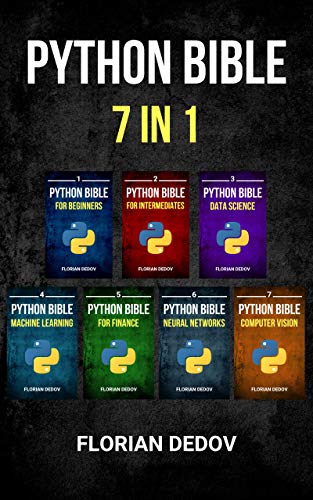 PYTHON BIBLE
7 IN 1
1
PYTHON BIBLE
FOR BEGINNERS
FLORIAN DEDOV
2
PYTHON BIBLE
FOR INTERMEDIATES
FLORIAN DEDOV
3
PYTHON BIBLE
DATA SCIENCE
FLORIAN DEDOV
4
PYTHON BIBLE
MACHINE LEARNING
FLORIAN DEDOV
5
PYTHON BIBLE
FOR FINANCE
FLORIAN DEDOV
6
PYTHON BIBLE
NEURAL NETWORKS
FLORIAN DEDOV
7
PYTHON BIBLE
COMPUTER VISION
FLORIAN DEDOV
FLORIAN DEDOV